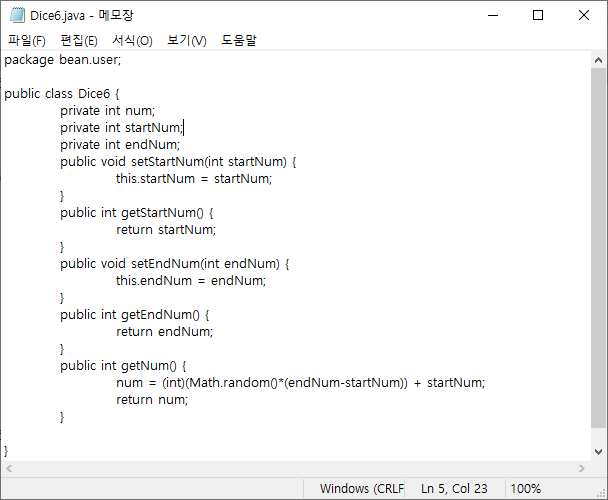 Dice6.java - 메모장
파일(F) 편집(E) 서식(O) 보기(V) 도움말
package bean.user;
public class Dice6 {
private int num;
private int startNum;
private int endNum;
public void setStartNum(int startNum) {
this.startNum = startNum;
}
public int getStartNum() {
return startNum;
}
public void setEndNum(int endNum) {
this.endNum = endNum;
}
public int getEndNum() {
return endNum;
}
public int getNum() {
num = (int)(Math.random()*(endNum-startNum)) + startNum;
return num;
}
}
Windows (CRLF Ln 5, Col 23 100%